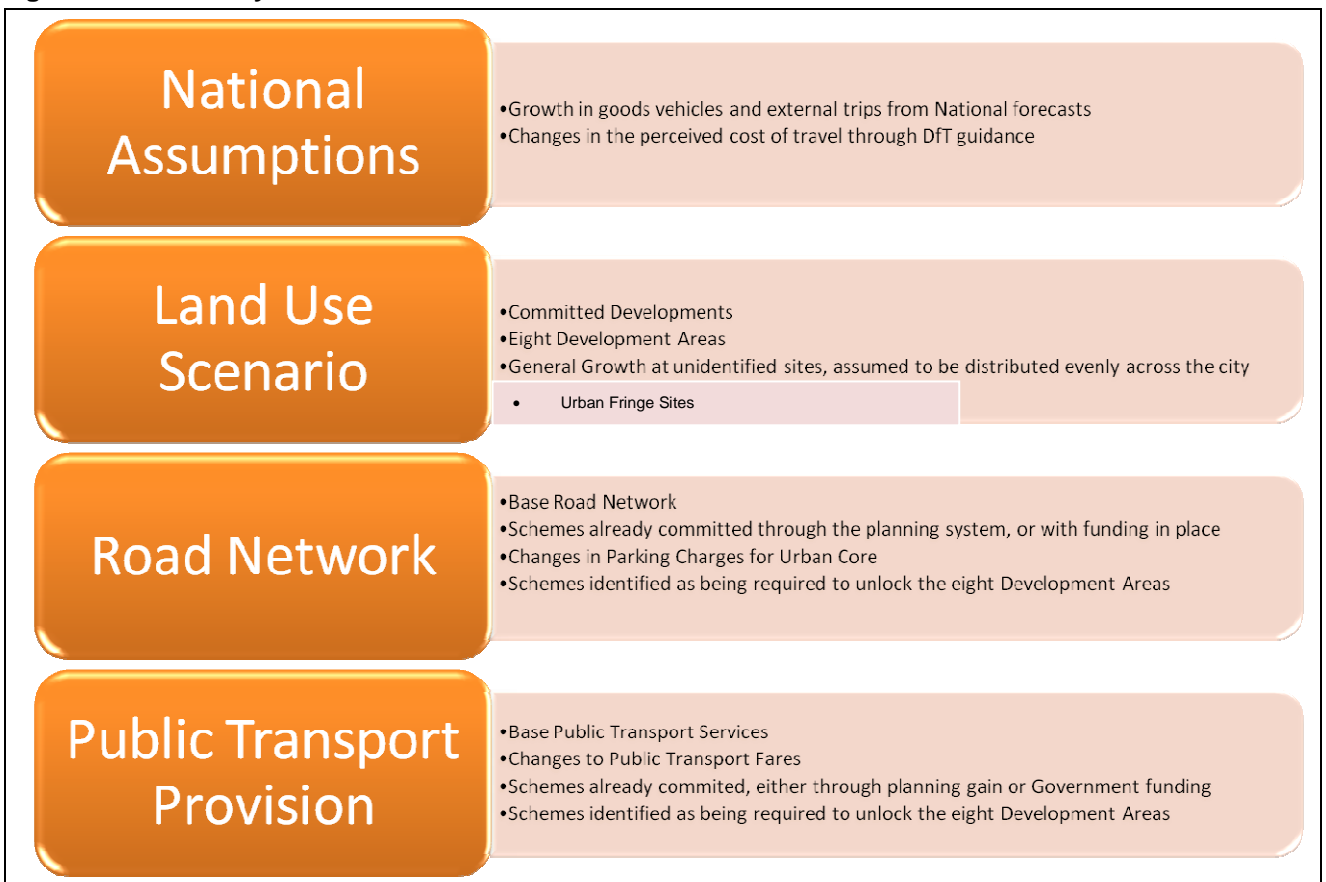 National
Assumptions
•Growth in goods vehicles and external trips from National forecasts
•Changes in the perceived cost of travel through DfT guidance
Land Use
Scenario
•Committed Developments
•Eight Development Areas
•General Growth at unidentified sites, assumed to be distributed evenly across the city
• Urban Fringe Sites
Road Network
•Base Road Network
•Schemes already committed through the planning system, or with funding in place
•Changes in Parking Charges for Urban Core
•Schemes identified as being required to unlock the eight Development Areas
Public Transport
Provision
•Base Public Transport Services
•Changes to Public Transport Fares
•Schemes already commited, either through planning gain or Government funding
•Schemes identified as being required to unlock the eight Development Areas